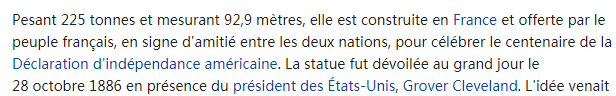 Pesant 225 tonnes et mesurant 92,9 mètres, elle est construite en France et offerte par le
peuple français, en signe d'amitié entre les deux nations, pour célébrer le centenaire de la
Déclaration d'indépendance américaine. La statue fut dévoilée au grand jour le
28 octobre 1886 en présence du président des États-Unis, Grover Cleveland. L'idée venait